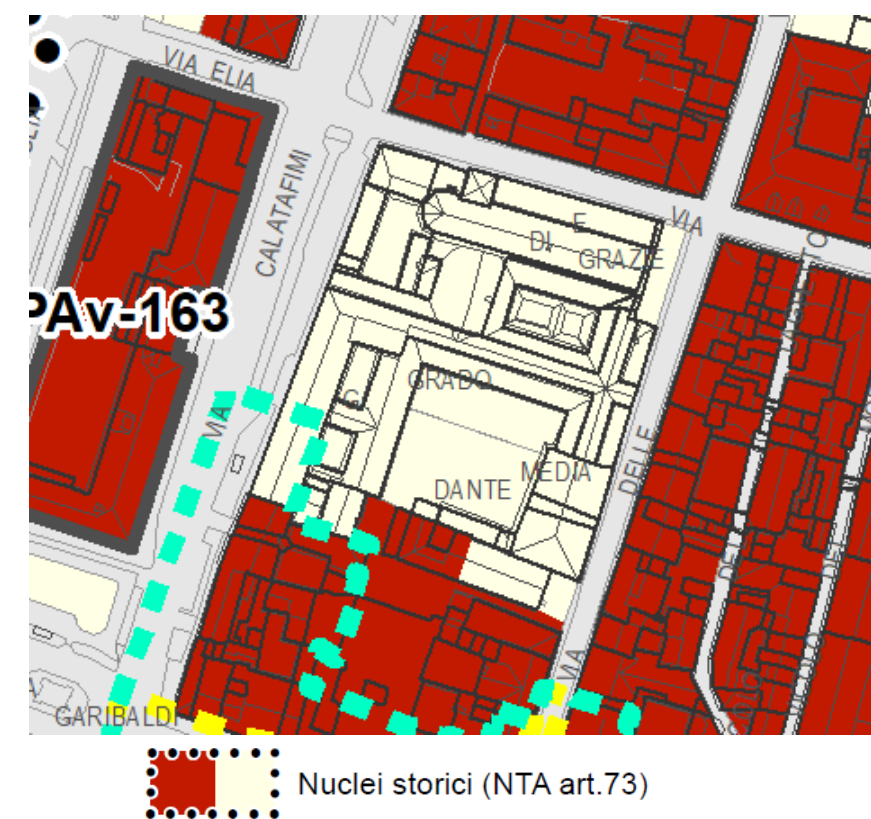 VIA ELIA
CALATAFIMI
VIA
E
DI
GRAZIE
PAv-163
GRADO
G
VIA
MEDIA
DANTE
DELLE
VICOLO
VIA
GARIBALDI
Nuclei storici (NTA art.73)